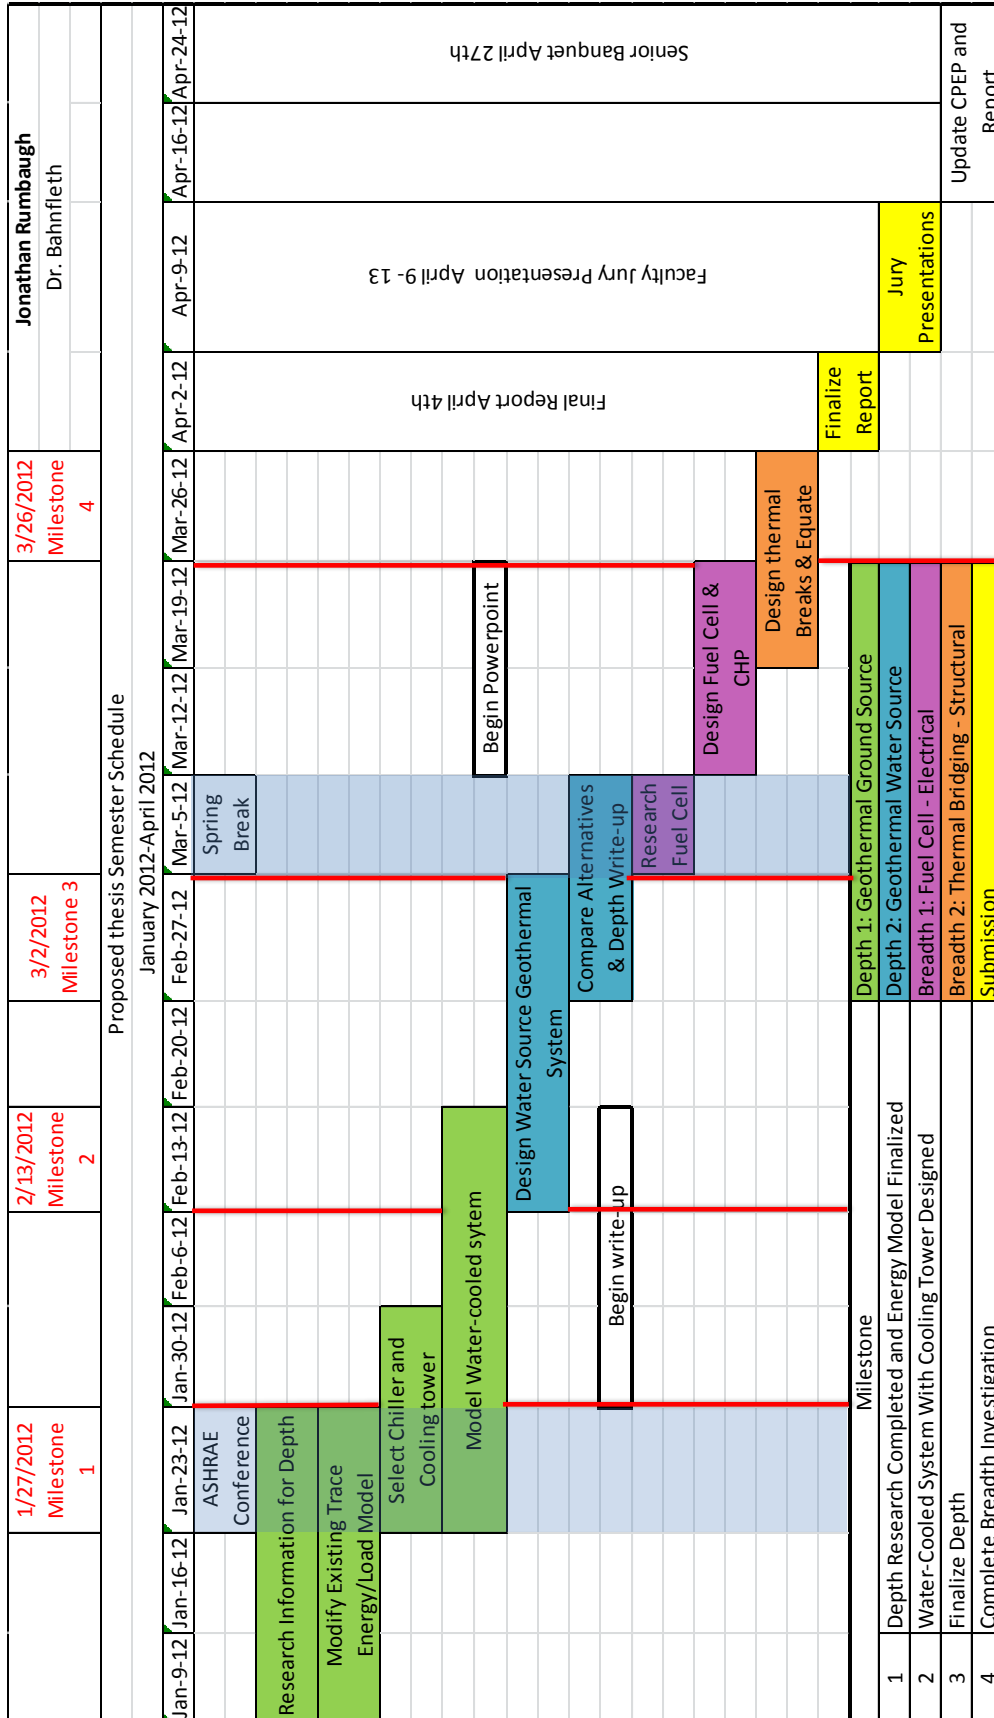 1/27/2012
Milestone
1
2/13/2012
Milestone
2
3/2/2012
Milestone 3
3/26/2012
Milestone
4
Jonathan Rumbaugh
Dr. Bahnfleth
Proposed thesis Semester Schedule
January 2012-April 2012
Jan-9-12 Jan-16-12 Jan-23-12 Jan-30-12 Feb-6-12 Feb-13-12 Feb-20-12 Feb-27-12 Mar-5-12 Mar-12-12 Mar-19-12 Mar-26-12 Apr-2-12 Apr-9-12 Apr-16-12 Apr-24-12
ASHRAE
Conference
Spring
Break
Research Information for Depth
Modify Existing Trace
Energy/Load Model
Select Chiller and
Cooling tower
Model Water-cooled sytem
Begin Powerpoint
Design Water Source Geothermal
System
Compare Alternatives
& Depth Write-up
Begin write-up
Research
Fuel Cell
Design Fuel Cell &
CHP
Design thermal
Breaks & Equate
Finalize
Report
Jury
Presentations
Final Report April 4th
Faculty Jury Presentation April 9- 13
Senior Banquet April 27th
Update CPEP and
Report
Milestone
1 Depth Research Completed and Energy Model Finalized
2 Water-Cooled System With Cooling Tower Designed
3 Finalize Depth
4 Complete Breadth Investigation
Depth 1: Geothermal Ground Source
Depth 2: Geothermal Water Source
Breadth 1: Fuel Cell - Electrical
Breadth 2: Thermal Bridging - Structural
Submission